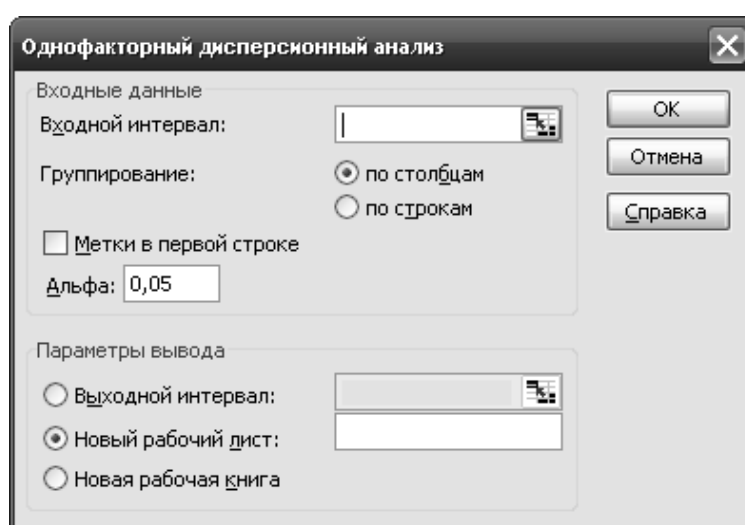 Однофакторный дисперсионный анализ
Входные данные
Входной интервал:
Группирование:
по столбцам
по строкам
Метки в первой строке
Альфа: 0,05
ОК
Отмена
Справка
Параметры вывода
Выходной интервал:
Новый рабочий лист:
Новая рабочая книга